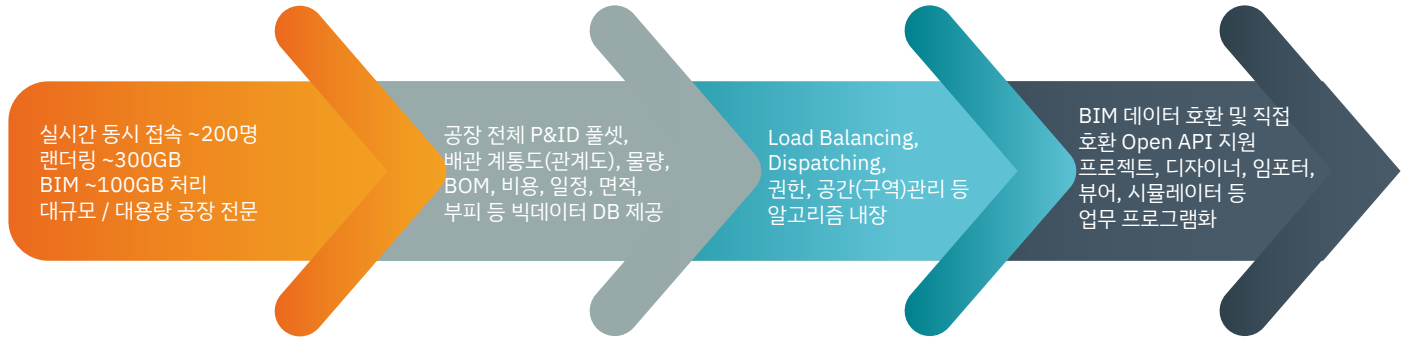 실시간 동시 접속 ~200명
랜더링 ~300GB
BIM ~100GB 처리
대규모 / 대용량 공장 전문
공장 전체 P&ID 풀셋,
배관 계통도(관계도), 물량,
BOM, 비용, 일정, 면적,
부피 등 빅데이터 DB 제공
Load Balancing,
Dispatching,
권한, 공간(구역)관리 등
알고리즘 내장
BIM 데이터 호환 및 직접
호환 Open API 지원
프로젝트, 디자이너, 임포터,
뷰어, 시뮬레이터 등
업무 프로그램화